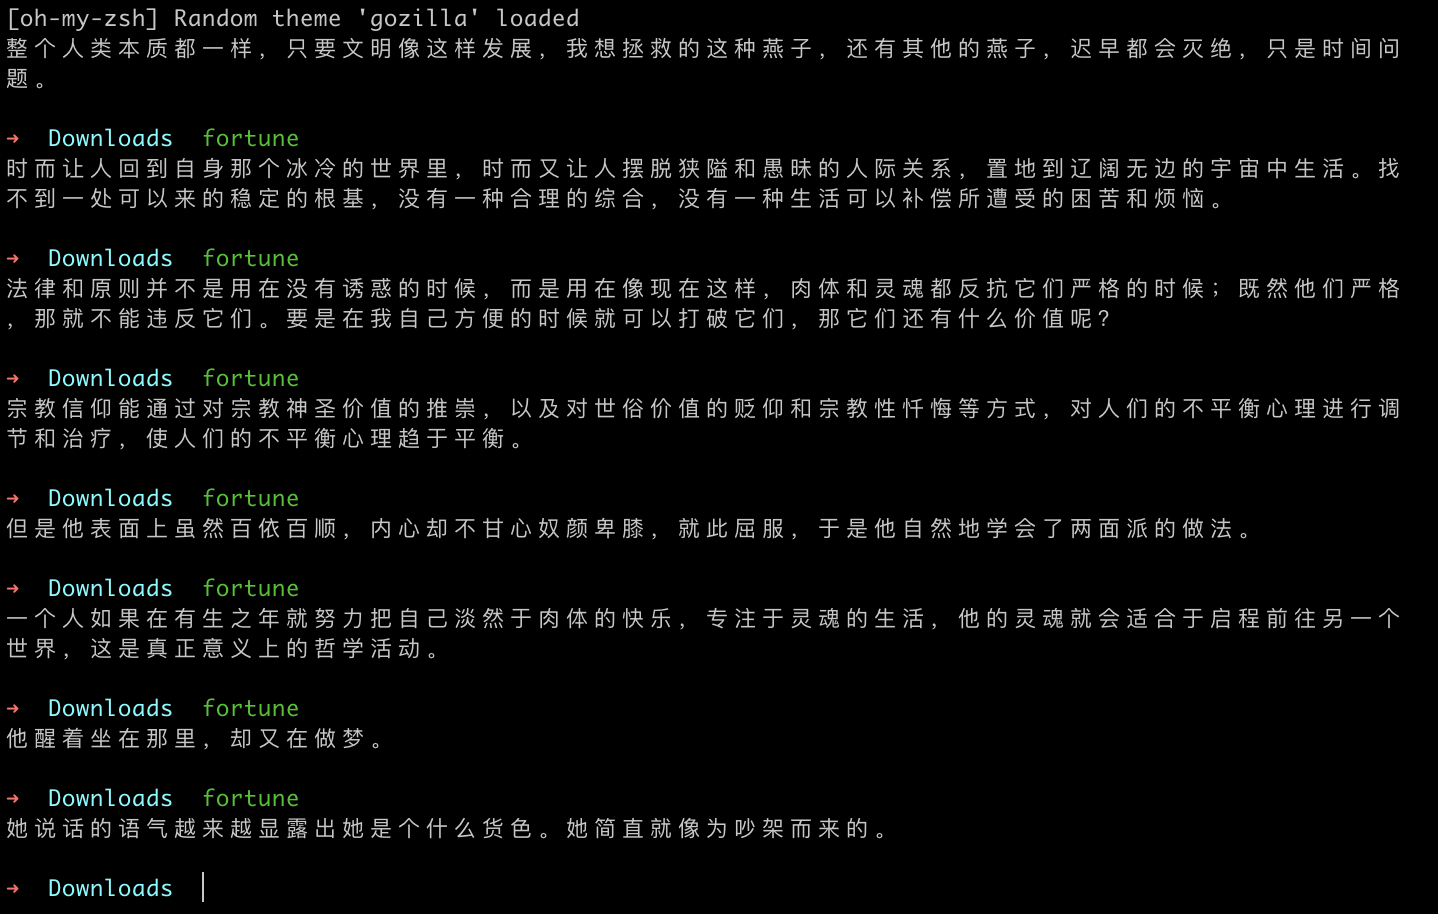 [oh-my-zsh] Random theme 'gozilla' loaded
整个人类本质都一样，只要文明像这样发展，我想拯救的这种燕子，还有其他的燕子，迟早都会灭绝，只是时间问
题。
➜ Downloads fortune
时而让人回到自身那个冰冷的世界里，时而又让人摆脱狭隘和愚昧的人际关系，置地到辽阔无边的宇宙中生活。找
不到一处可以来的稳定的根基，没有一种合理的综合，没有一种生活可以补偿所遭受的困苦和烦恼。
➜ Downloads fortune
法律和原则并不是用在没有诱惑的时候，而是用在像现在这样，肉体和灵魂都反抗它们严格的时候；既然他们严格
，那就不能违反它们。要是在我自己方便的时候就可以打破它们，那它们还有什么价值呢？
➜ Downloads fortune
宗教信仰能通过对宗教神圣价值的推崇，以及对世俗价值的贬仰和宗教性忏悔等方式，对人们的不平衡心理进行调
节和治疗，使人们的不平衡心理趋于平衡。
➜ Downloads fortune
但是他表面上虽然百依百顺，内心却不甘心奴颜卑膝，就此屈服，于是他自然地学会了两面派的做法。
➜ Downloads fortune
一个人如果在有生之年就努力把自己淡然于肉体的快乐，专注于灵魂的生活，他的灵魂就会适合于启程前往另一个
世界，这是真正意义上的哲学活动。
➜ Downloads fortune
他醒着坐在那里，却又在做梦。
➜ Downloads fortune
她说话的语气越来越显露出她是个什么货色。她简直就像为吵架而来的。
➜ Downloads